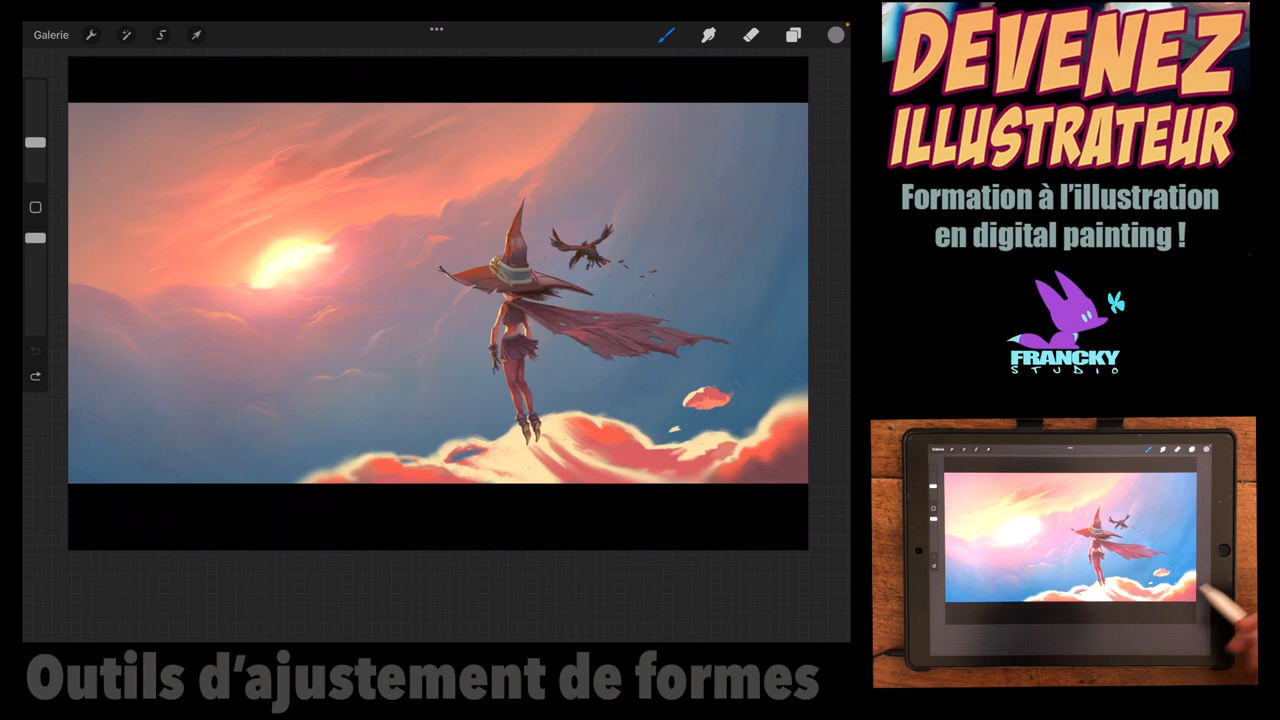 Galerie
DEVENEZ
ILLUSTRATEUR
Formation à l'illustration
en digital painting !
FRANCKY
STUDIO
Outils d'ajustement de formes